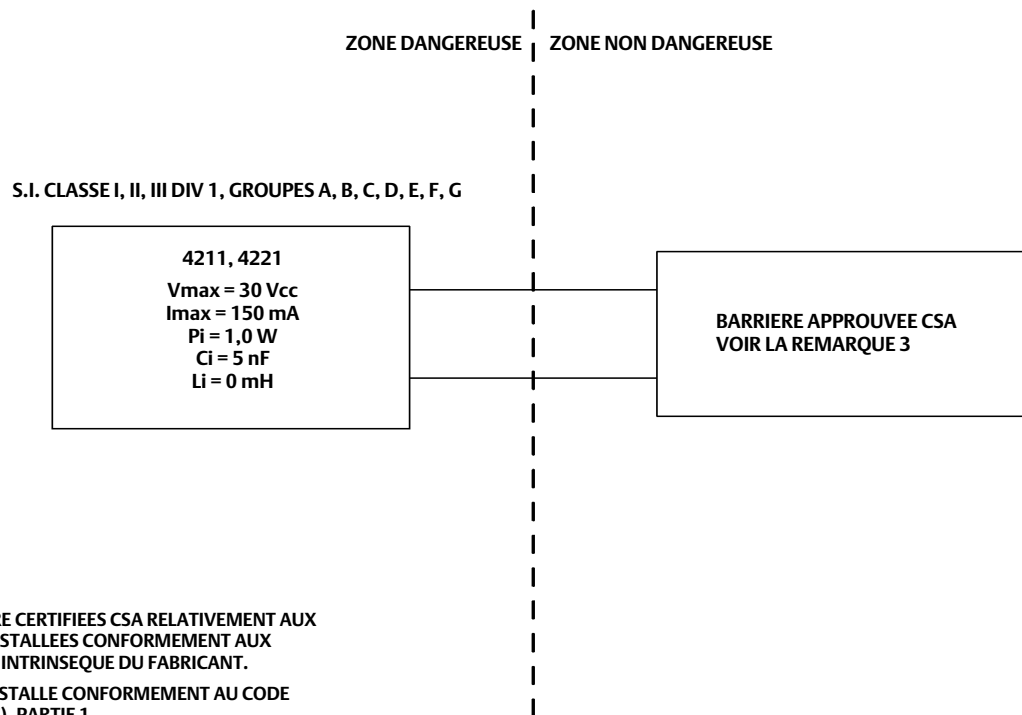 ZONE DANGEREUSE
ZONE NON DANGEREUSE
S.I. CLASSE I, II, III DIV 1, GROUPES A, B, C, D, E, F, G
4211, 4221
Vmax = 30 Vcc
Imax = 150 mA
Pi = 1,0 W
Ci = 5 nF
Li = 0 mH
BARRIERE APPROUVEE CSA
VOIR LA REMARQUE 3
CERTIFIEES CSA RELATIVEMENT AUX
CONFORMEMENT AUX
INTRINSEQUE DU FABRICANT.
CONFORMEMENT AU CODE
PARTIE 1